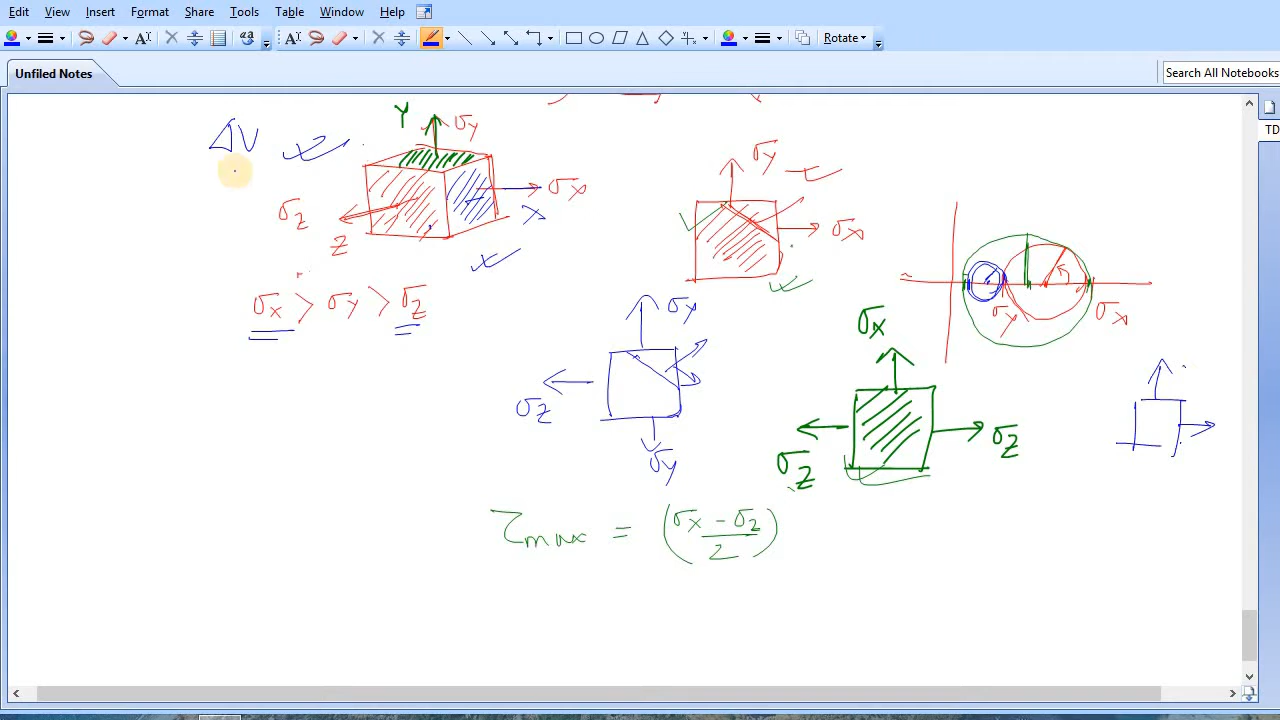 Edit View Insert Format Share Tools Table Window Help
Rotate
Unfiled Notes
Search All Notebooks
TD
ΔV
Y
σy
σx
X
σz
Z
σy
σx
σx > σy > σz
σy
σx
σy
σz
σy
σx
σz
σz
τmax = (σx - σz / 2)